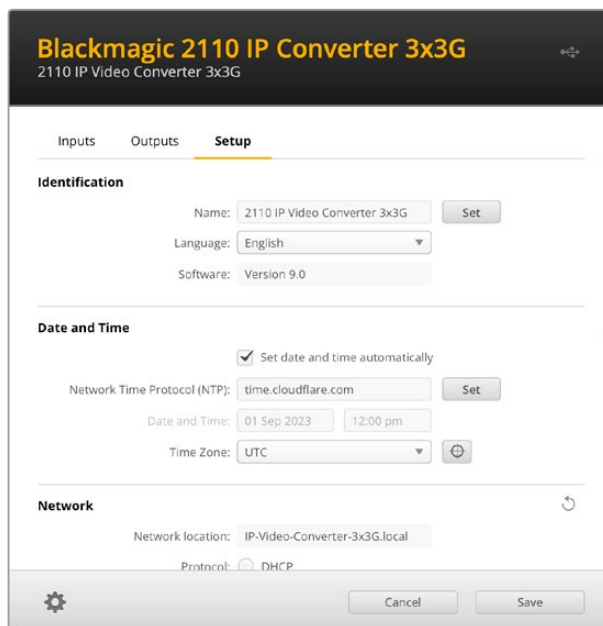 Blackmagic 2110 IP Converter 3x3G
2110 IP Video Converter 3x3G
Inputs Outputs Setup
Identification
Name: 2110 IP Video Converter 3x3G Set
Language: English
Software: Version 9.0
Date and Time
Set date and time automatically
Network Time Protocol (NTP): time.cloudflare.com Set
Date and Time: 01 Sep 2023 12:00 pm
Time Zone: UTC
Network
Network location: IP-Video-Converter-3x3G.local
Protocol: DHCP
Cancel Save